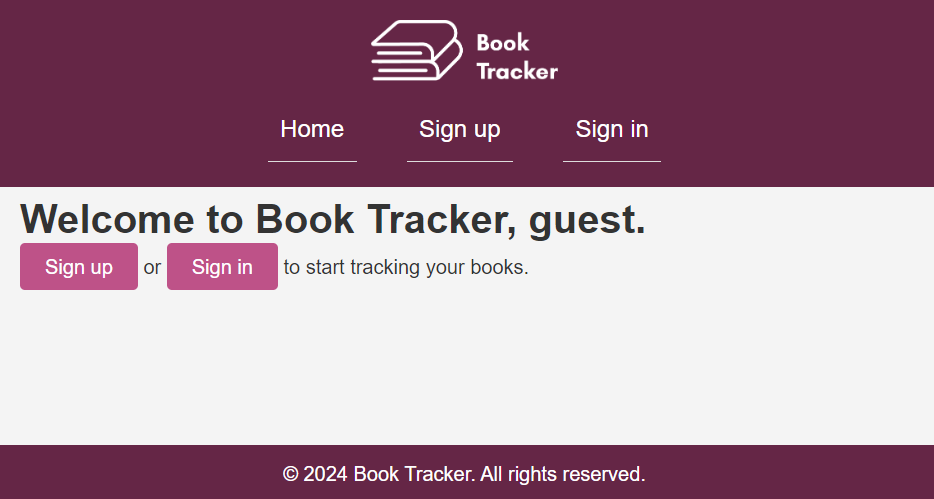 Book
Tracker
Home Sign up Sign in
Welcome to Book Tracker, guest.
Sign up or Sign in to start tracking your books.
© 2024 Book Tracker. All rights reserved.